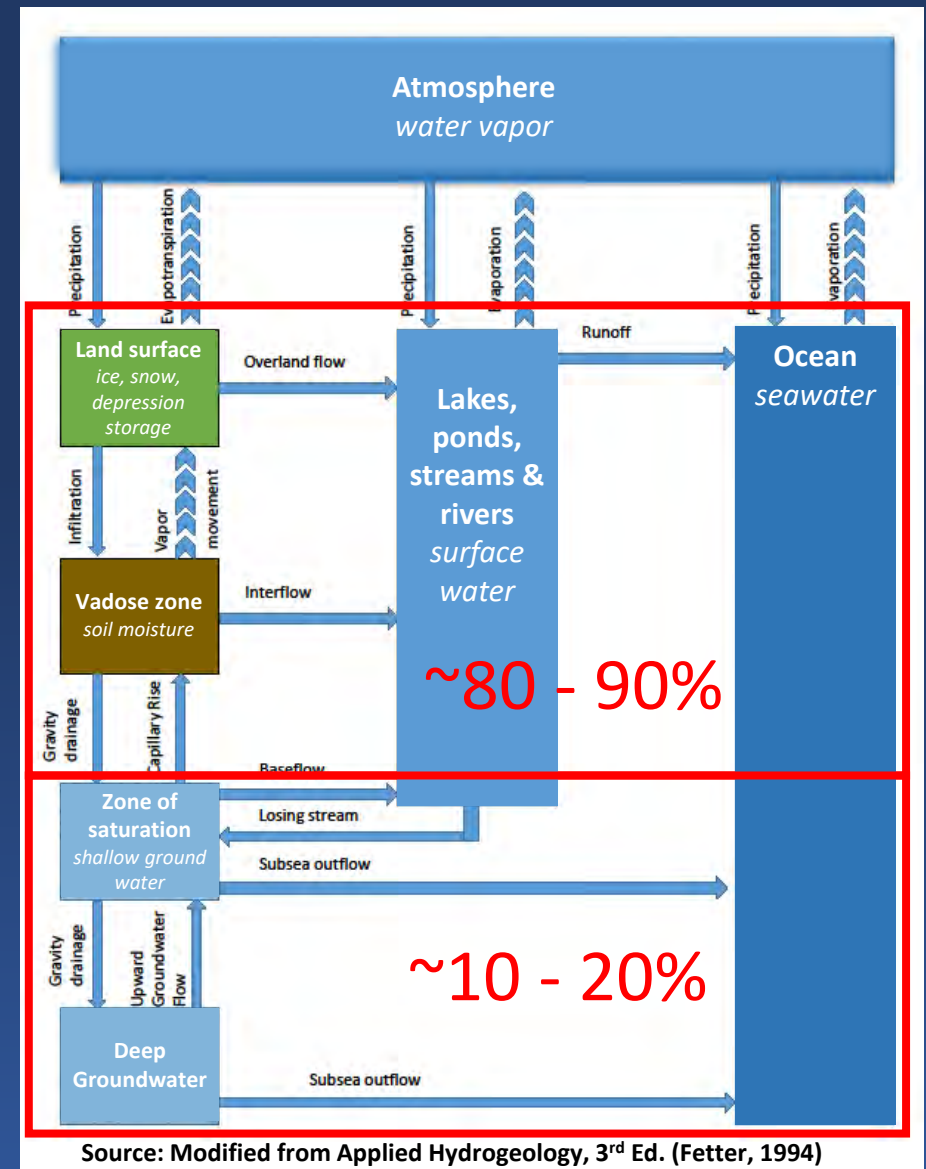 Atmosphere
water vapor
Precipitation
Evapotranspiration
Precipitation
Evaporation
Precipitation
Evaporation
Land surface
ice, snow,
depression
storage
Overland flow
Lakes,
ponds,
streams &
rivers
surface
water
Runoff
Ocean
seawater
Infiltration
Vapor
movement
Vadose zone
soil moisture
Interflow
~80 - 90%
Gravity
drainage
Capillary Rise
Baseflow
Zone of
saturation
shallow ground
water
Losing stream
Subsea outflow
Gravity
drainage
Upward
Groundwater
Flow
~10 - 20%
Deep
Groundwater
Subsea outflow
Source: Modified from Applied Hydrogeology, 3rd Ed. (Fetter, 1994)